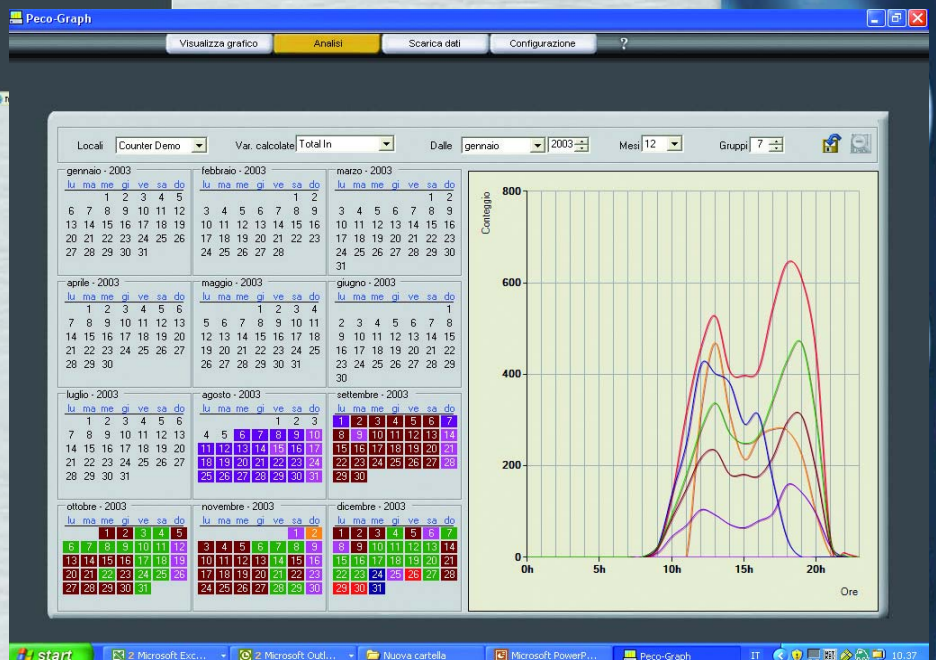 Peco-Graph
Visualizza grafico Analisi Scarica dati Configurazione ?
Locali Counter Demo Var. calcolate Total In Dalle gennaio 2003 Mesi 12 Gruppi 7
gennaio - 2003 febbraio - 2003 marzo - 2003
lu ma me gi ve sa do lu ma me gi ve sa do lu ma me gi ve sa do
1 2 3 4 5 1 2 1 2
6 7 8 9 10 11 12 3 4 5 6 7 8 9 3 4 5 6 7 8 9
13 14 15 16 17 18 19 10 11 12 13 14 15 16 10 11 12 13 14 15 16
20 21 22 23 24 25 26 17 18 19 20 21 22 23 17 18 19 20 21 22 23
27 28 29 30 31 24 25 26 27 28 24 25 26 27 28 29 30
31
aprile - 2003 maggio - 2003 giugno - 2003
lu ma me gi ve sa do lu ma me gi ve sa do lu ma me gi ve sa do
1 2 3 4 5 6 1 2 3 4 1
7 8 9 10 11 12 13 5 6 7 8 9 10 11 2 3 4 5 6 7 8
14 15 16 17 18 19 20 12 13 14 15 16 17 18 9 10 11 12 13 14 15
21 22 23 24 25 26 27 19 20 21 22 23 24 25 16 17 18 19 20 21 22
28 29 30 26 27 28 29 30 31 23 24 25 26 27 28 29
30
luglio - 2003 agosto - 2003 settembre - 2003
lu ma me gi ve sa do lu ma me gi ve sa do lu ma me gi ve sa do
1 2 3 4 5 6 1 2 3 1 2 3 4 5 6 7
7 8 9 10 11 12 13 4 5 6 7 8 9 10 8 9 10 11 12 13 14
14 15 16 17 18 19 20 11 12 13 14 15 16 17 15 16 17 18 19 20 21
21 22 23 24 25 26 27 18 19 20 21 22 23 24 22 23 24 25 26 27 28
28 29 30 31 25 26 27 28 29 30 31 29 30
ottobre - 2003 novembre - 2003 dicembre - 2003
lu ma me gi ve sa do lu ma me gi ve sa do lu ma me gi ve sa do
1 2 3 4 5 1 2 1 2 3 4 5 6 7
6 7 8 9 10 11 12 3 4 5 6 7 8 9 8 9 10 11 12 13 14
13 14 15 16 17 18 19 10 11 12 13 14 15 16 15 16 17 18 19 20 21
20 21 22 23 24 25 26 17 18 19 20 21 22 23 22 23 24 25 26 27 28
27 28 29 30 31 24 25 26 27 28 29 30 29 30 31
Conteggio
800
600
400
200
0
0h 5h 10h 15h 20h
Ore
start 2 Microsoft Exc... 2 Microsoft Outl... Nuova cartella Microsoft PowerP... Peco-Graph IT 10.37